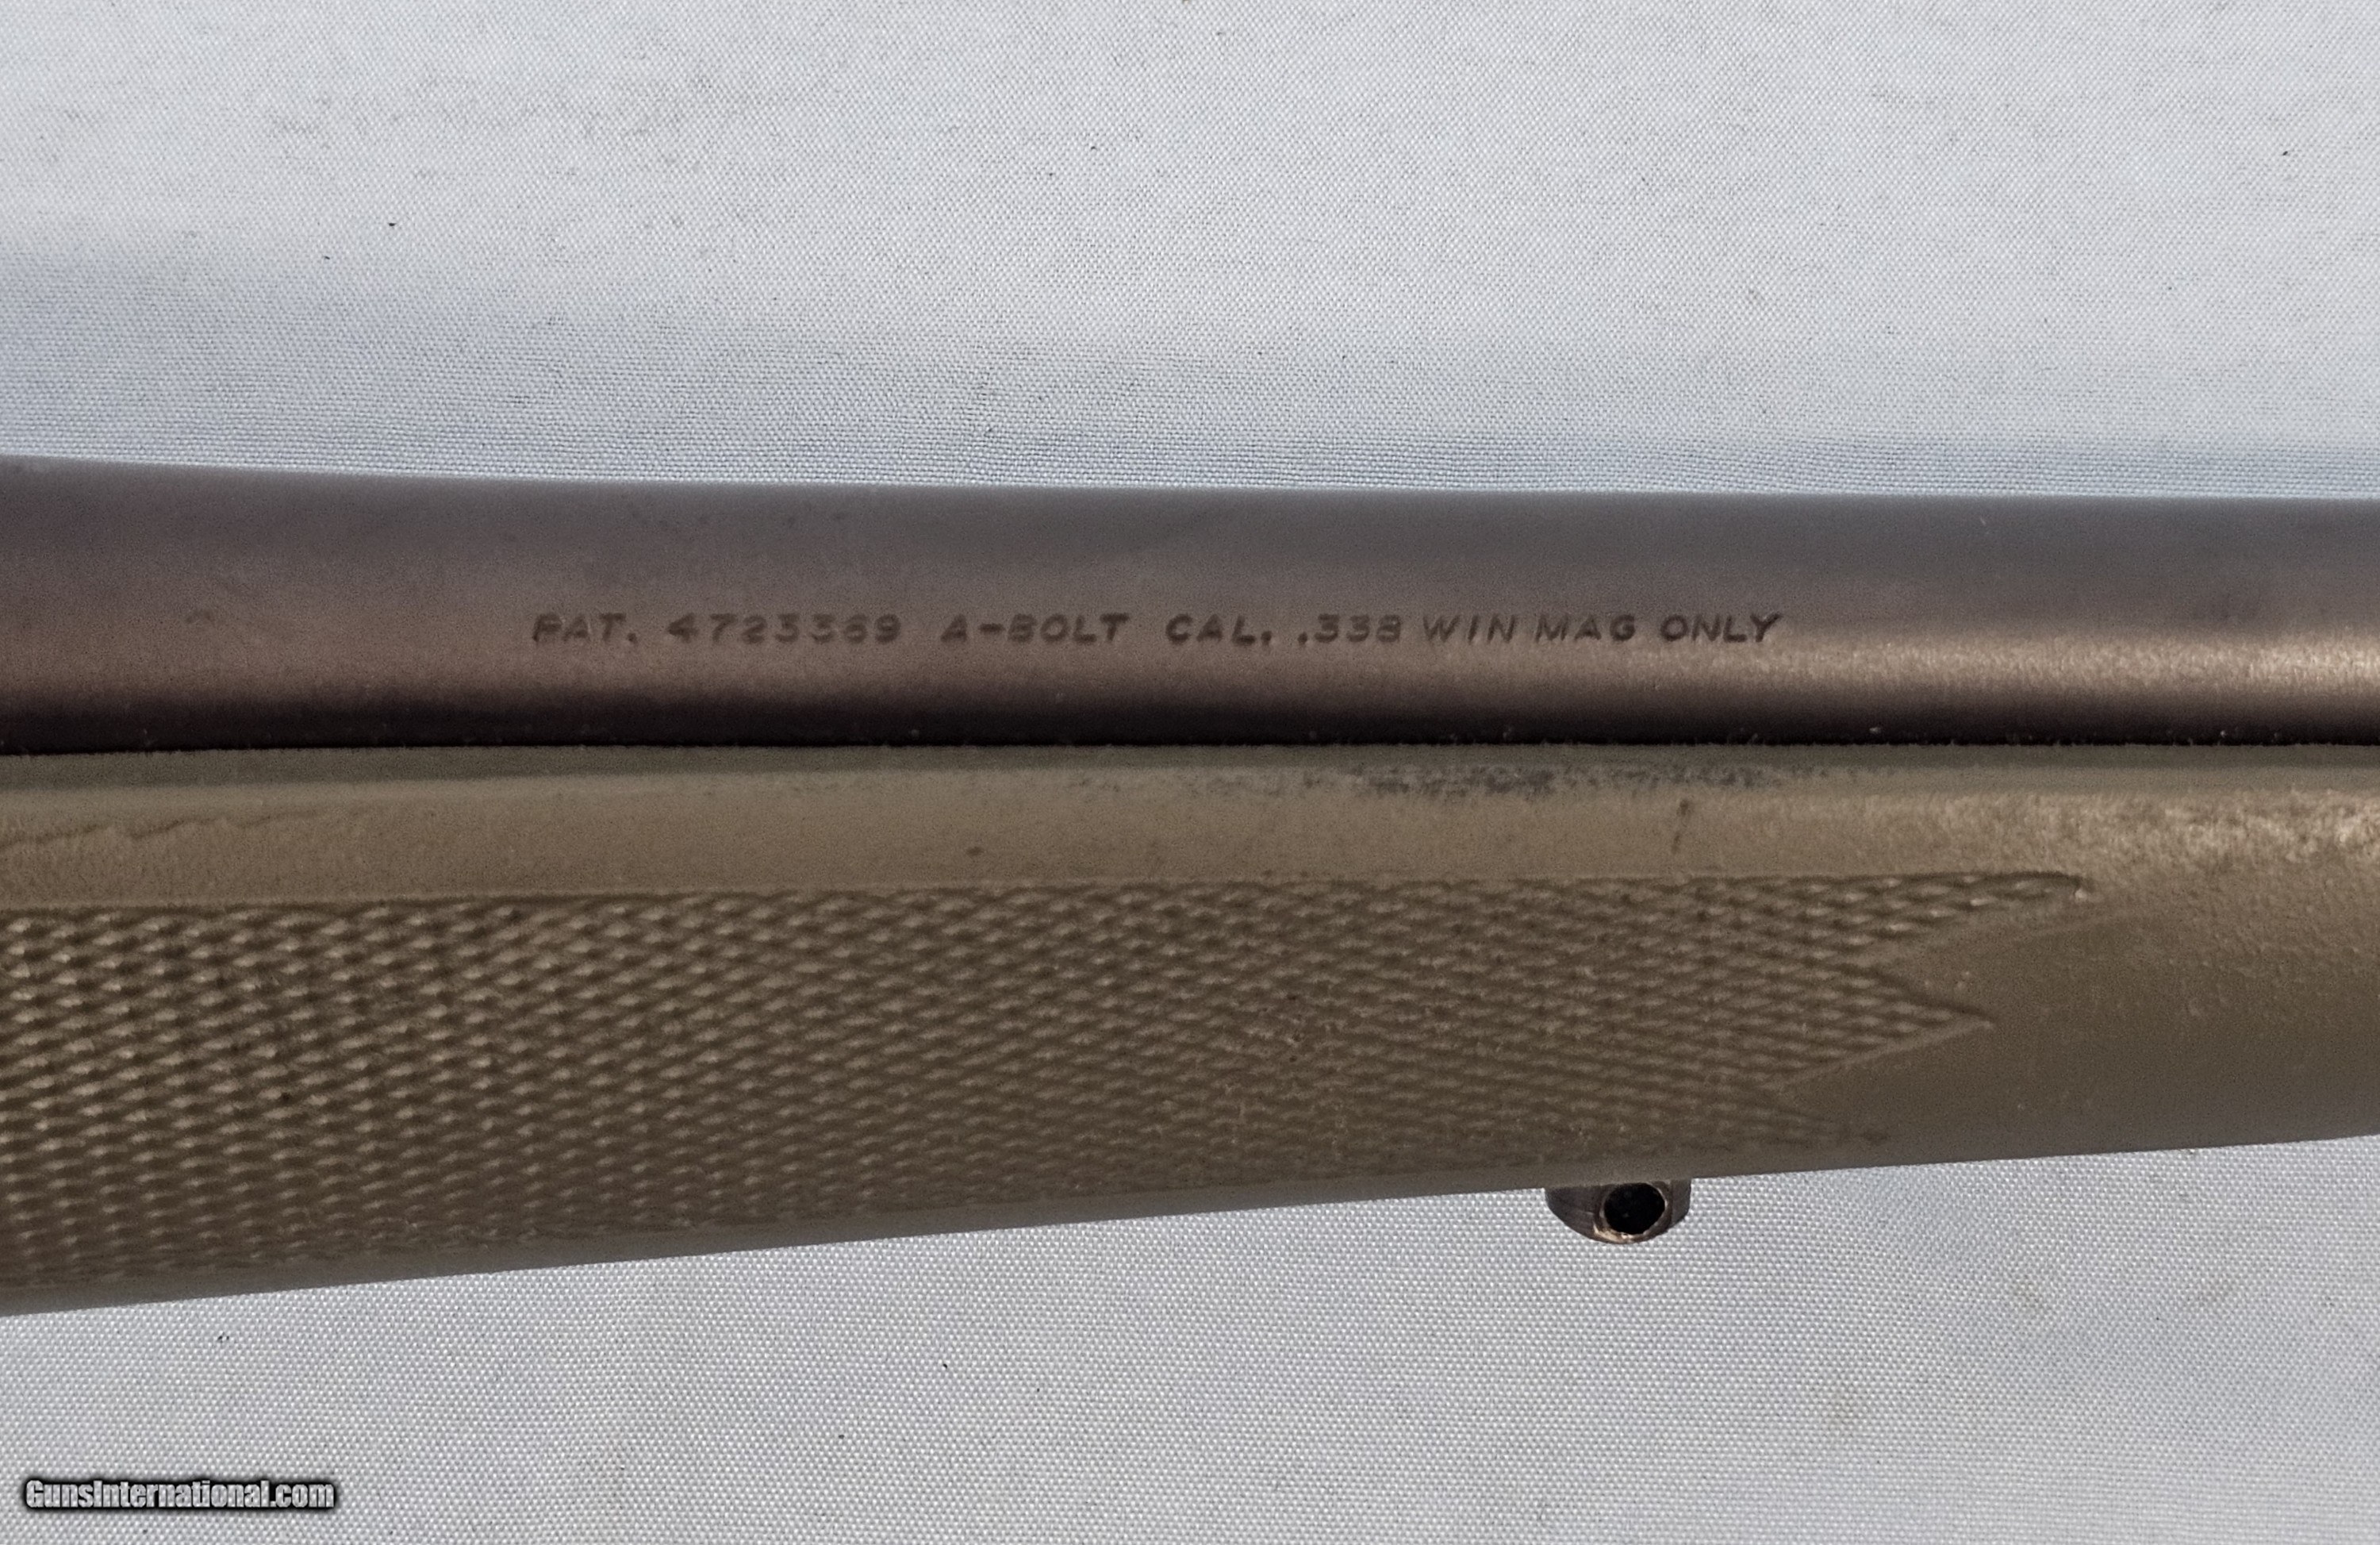 PAT. 4723369 A-BOLT CAL. .338 WIN MAG ONLY
GunsInternational.com